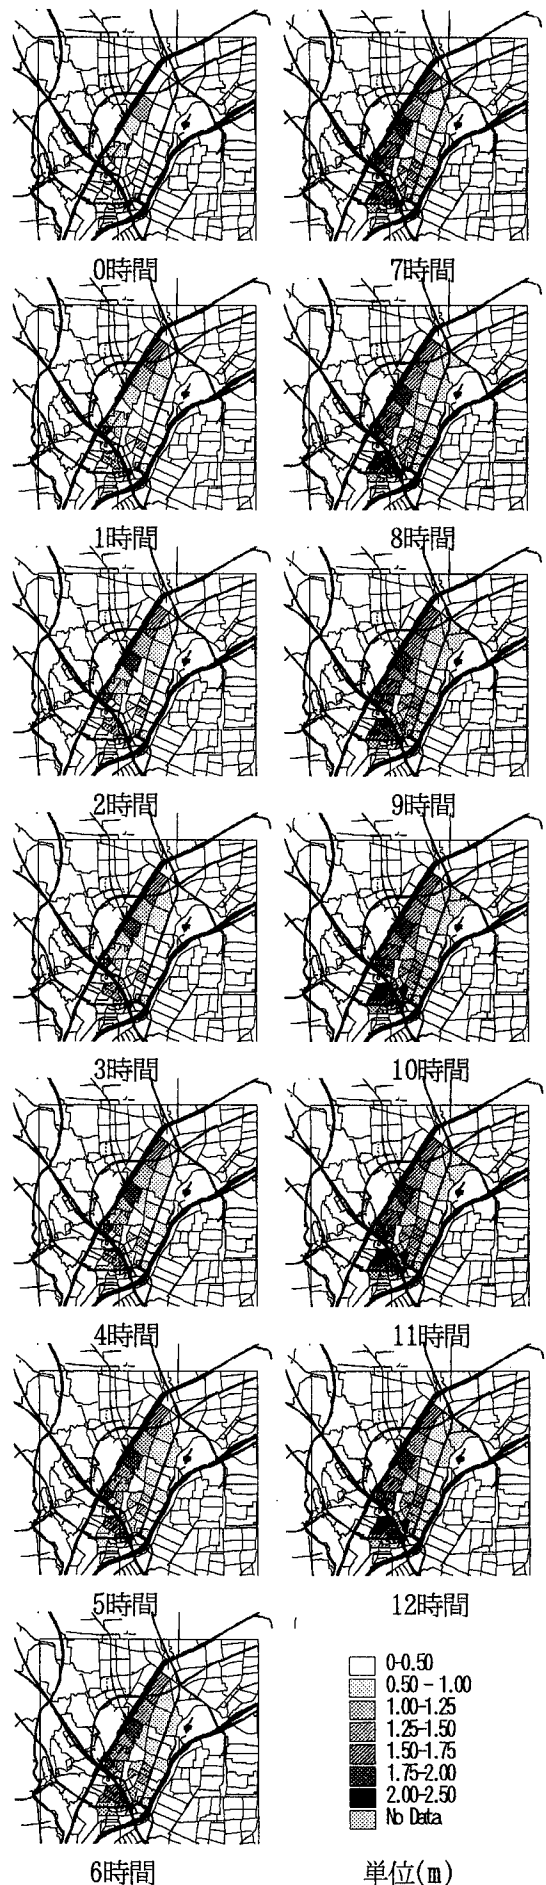 0時間
7時間
1時間
8時間
2時間
9時間
3時間
10時間
4時間
11時間
5時間
12時間
0-0.50
0.50 - 1.00
1.00-1.25
1.25-1.50
1.50-1.75
1.75-2.00
2.00-2.50
No Data
6時間
単位(m)